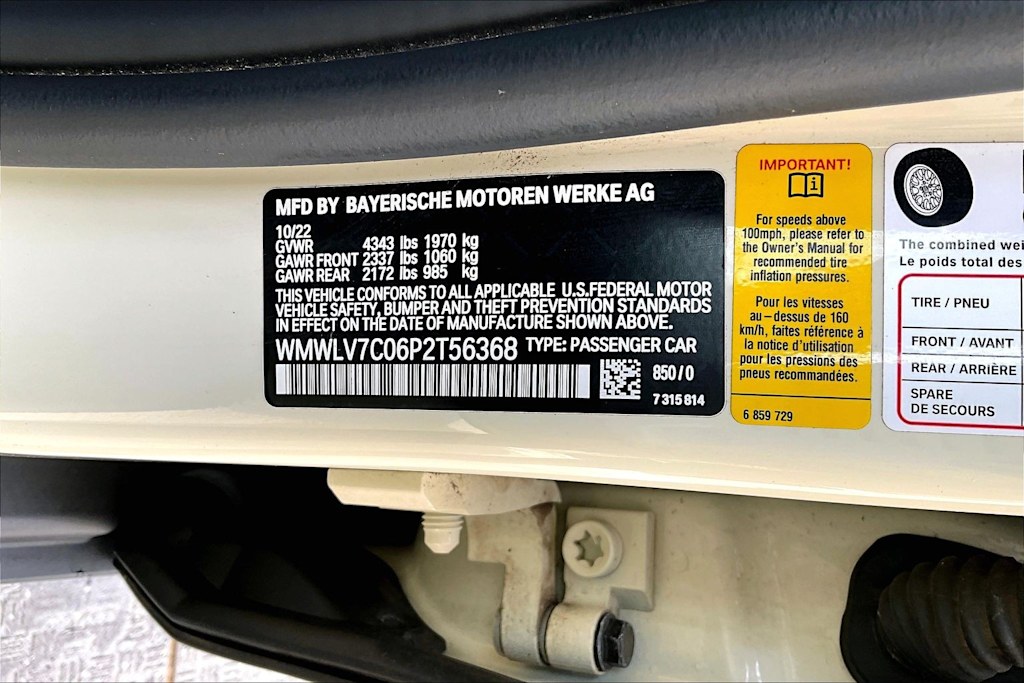 MFD BY BAYERISCHE MOTOREN WERKE AG
10/22
GVWR 4343 lbs 1970 kg
GAWR FRONT 2337 lbs 1060 kg
GAWR REAR 2172 lbs 985 kg
THIS VEHICLE CONFORMS TO ALL APPLICABLE U.S.FEDERAL MOTOR
VEHICLE SAFETY, BUMPER AND THEFT PREVENTION STANDARDS
IN EFFECT ON THE DATE OF MANUFACTURE SHOWN ABOVE.
WMWLV7C06P2T56368 TYPE: PASSENGER CAR
850/0
7 315 814
IMPORTANT!
For speeds above
100mph, please refer to
the Owner's Manual for
recommended tire
inflation pressures.
Pour les vitesses
au-dessus de 160
km/h, faites référence à
la notice d'utilisation
pour les pressions des
pneus recommandées.
6 859 729
The combined wei
Le poids total des
TIRE / PNEU
FRONT / AVANT
REAR / ARRIÈRE
SPARE
DE SECOURS